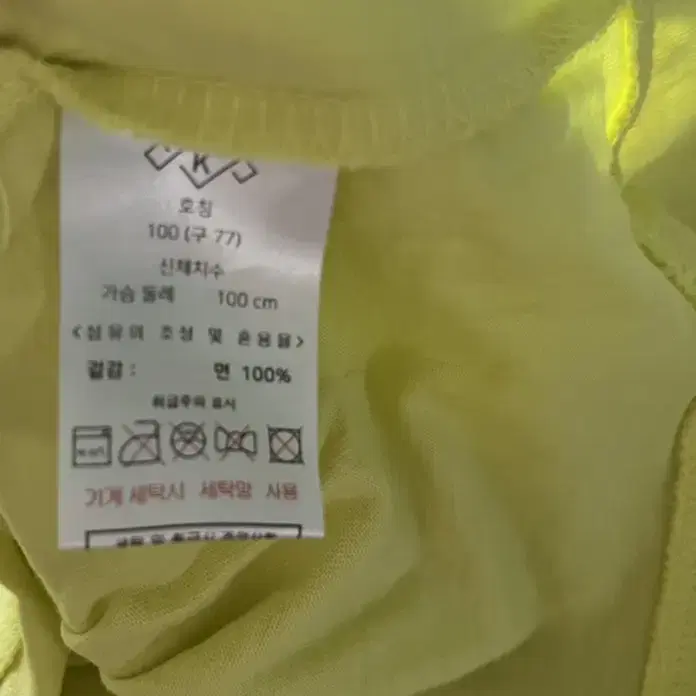 K
호칭
100 (구 77)
신체치수
가슴 둘레 100 cm
<섬유의 조성 및 혼용율>
겉감 : 면 100%
취급주의 표시
기계 세탁시 세탁망 사용